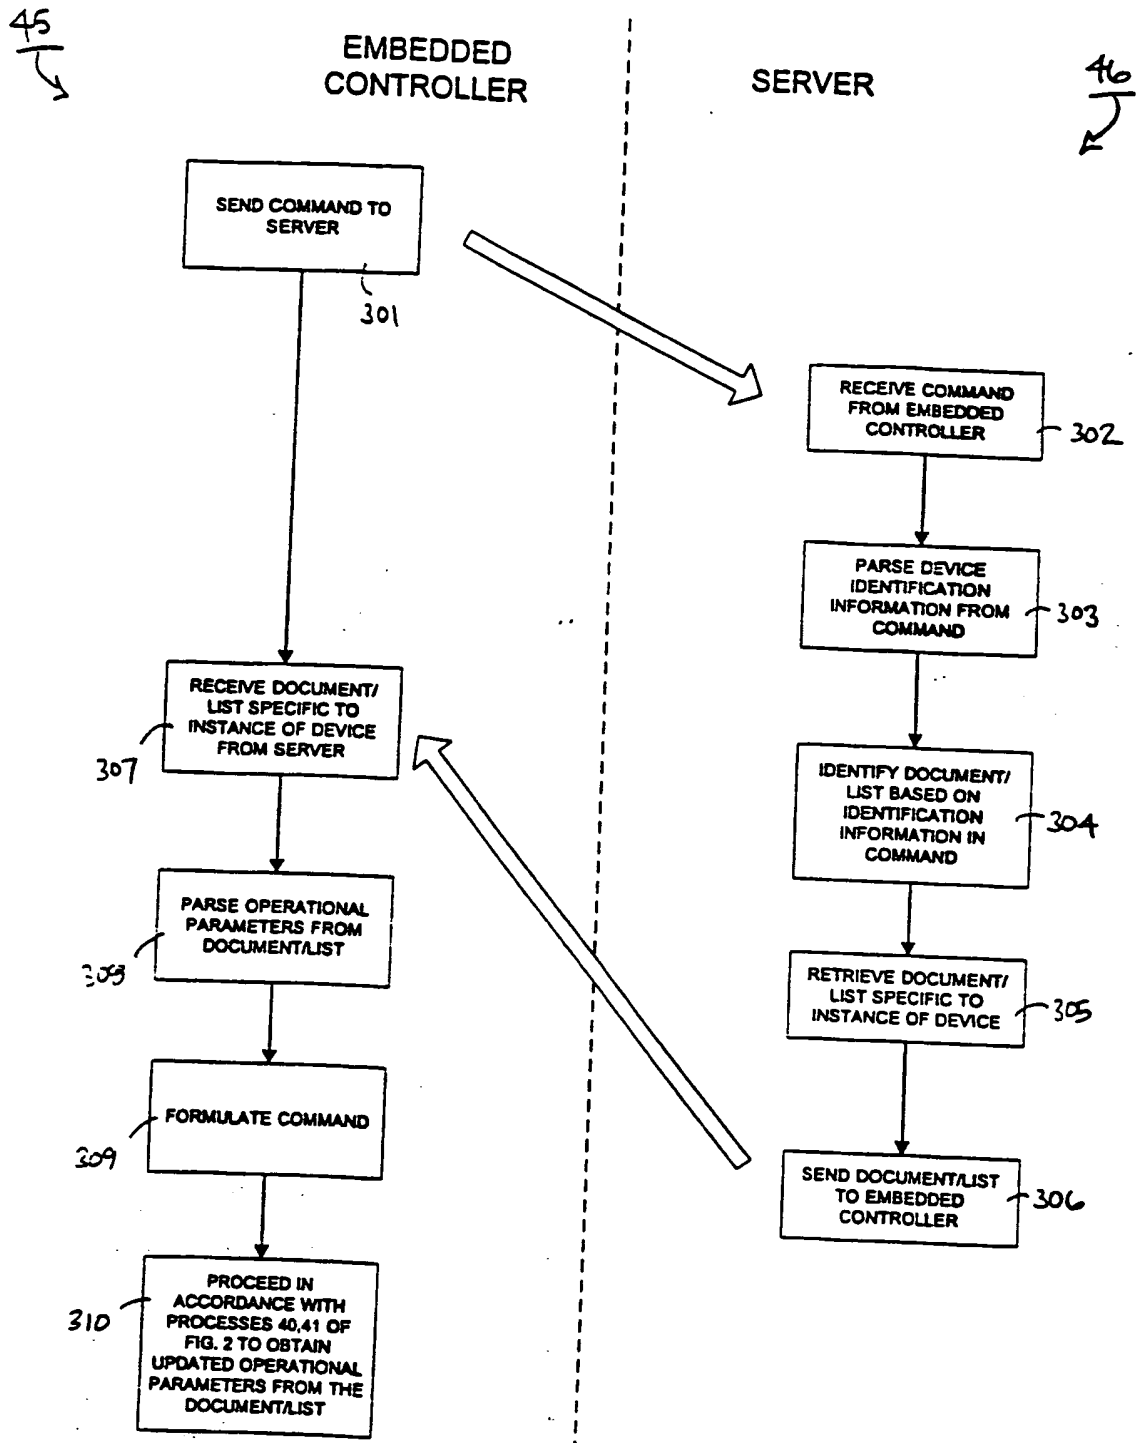 45
EMBEDDED
CONTROLLER
SERVER
46
SEND COMMAND TO
SERVER
301
RECEIVE COMMAND
FROM EMBEDDED
CONTROLLER
302
PARSE DEVICE
IDENTIFICATION
INFORMATION FROM
COMMAND
303
IDENTIFY DOCUMENT/
LIST BASED ON
IDENTIFICATION
INFORMATION IN
COMMAND
304
RETRIEVE DOCUMENT/
LIST SPECIFIC TO
INSTANCE OF DEVICE
305
SEND DOCUMENT/LIST
TO EMBEDDED
CONTROLLER
306
RECEIVE DOCUMENT/
LIST SPECIFIC TO
INSTANCE OF DEVICE
FROM SERVER
307
PARSE OPERATIONAL
PARAMETERS FROM
DOCUMENT/LIST
308
FORMULATE COMMAND
309
PROCEED IN
ACCORDANCE WITH
PROCESSES 40,41 OF
FIG. 2 TO OBTAIN
UPDATED OPERATIONAL
PARAMETERS FROM THE
DOCUMENT/LIST
310